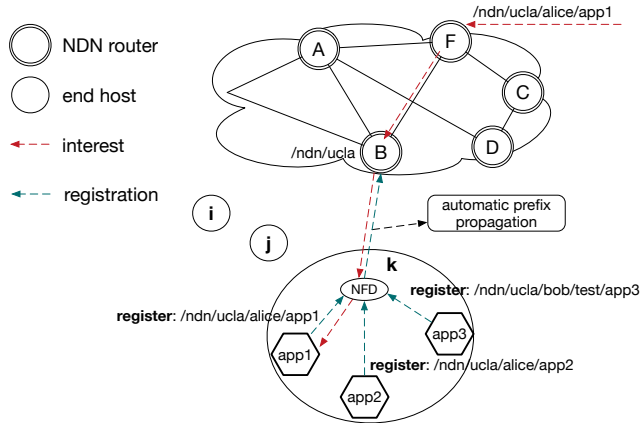 /ndn/ucla/alice/app1
NDN router
A
F
end host
C
interest
/ndn/ucla
B
D
registration
automatic prefix
propagation
i
j
k
NFD
register: /ndn/ucla/bob/test/app3
register: /ndn/ucla/alice/app1
app3
app1
register: /ndn/ucla/alice/app2
app2